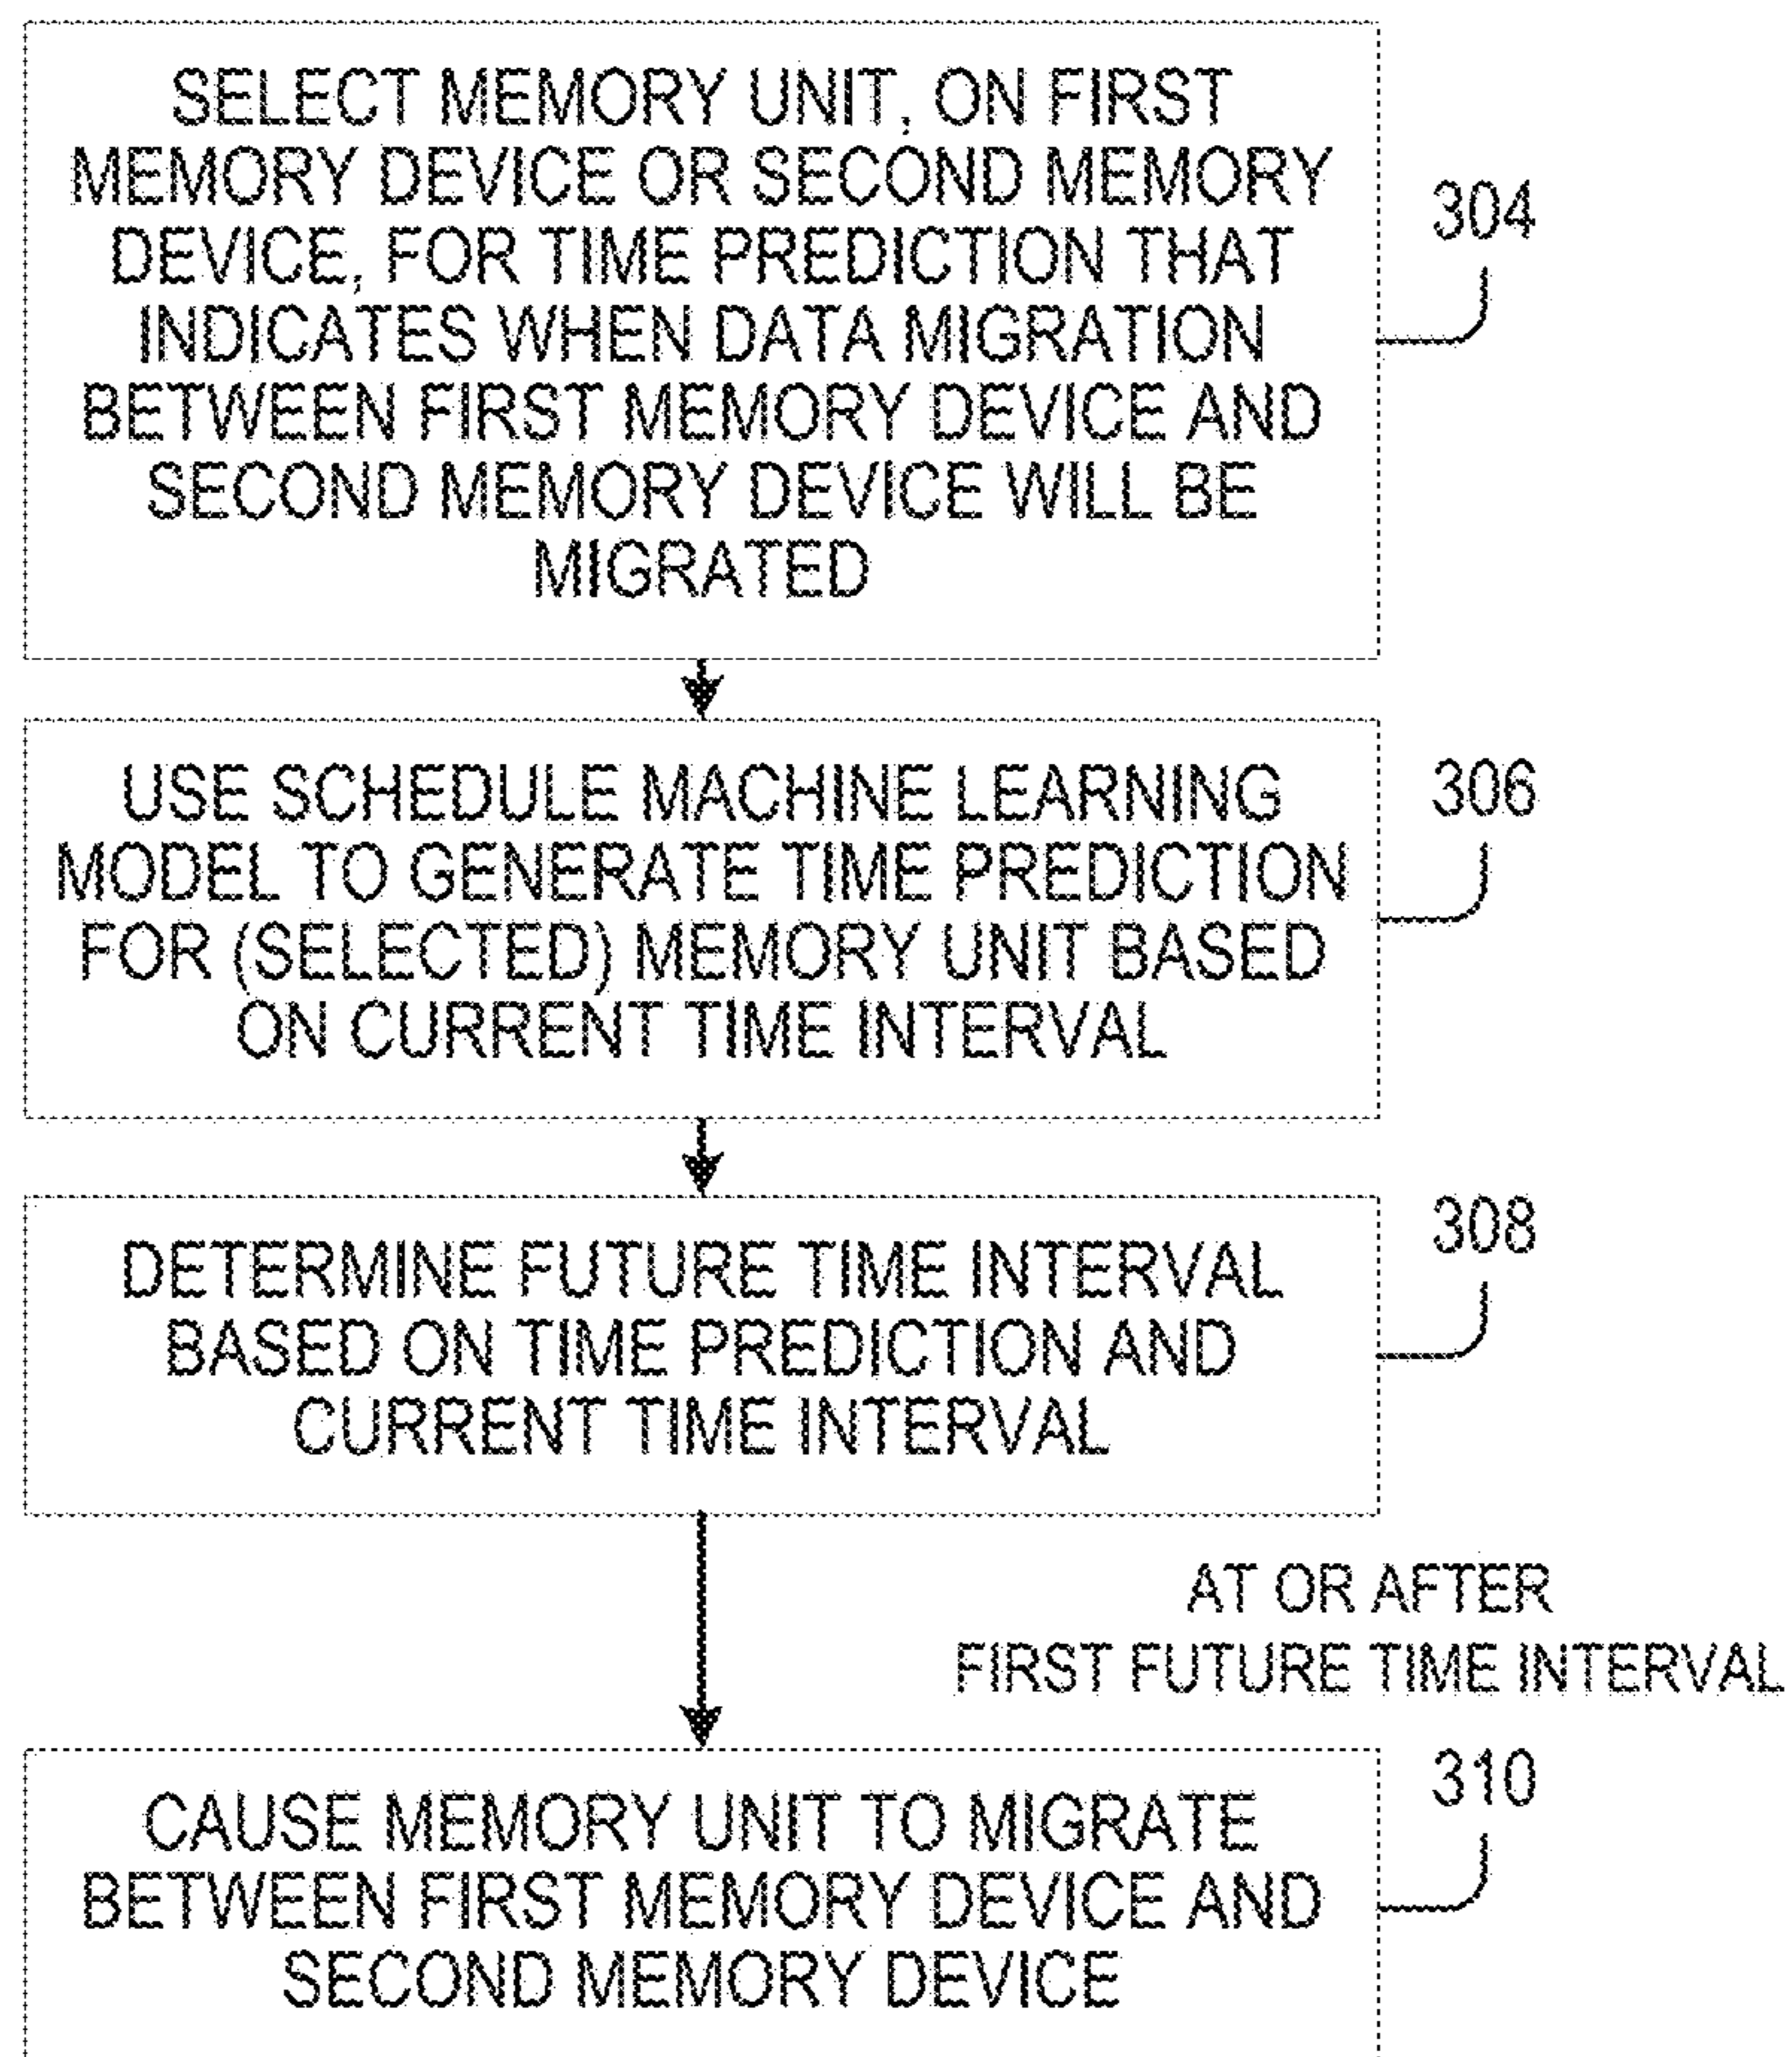 SELECT MEMORY UNIT, ON FIRST
MEMORY DEVICE OR SECOND MEMORY
DEVICE, FOR TIME PREDICTION THAT
INDICATES WHEN DATA MIGRATION
BETWEEN FIRST MEMORY DEVICE AND
SECOND MEMORY DEVICE WILL BE
MIGRATED
304
USE SCHEDULE MACHINE LEARNING
MODEL TO GENERATE TIME PREDICTION
FOR (SELECTED) MEMORY UNIT BASED
ON CURRENT TIME INTERVAL
306
DETERMINE FUTURE TIME INTERVAL
BASED ON TIME PREDICTION AND
CURRENT TIME INTERVAL
308
AT OR AFTER
FIRST FUTURE TIME INTERVAL
CAUSE MEMORY UNIT TO MIGRATE
BETWEEN FIRST MEMORY DEVICE AND
SECOND MEMORY DEVICE
310